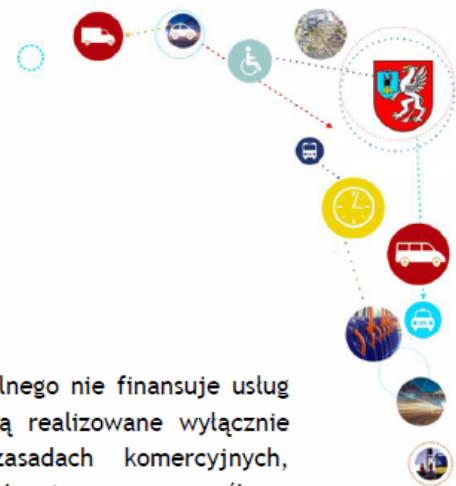 lnego nie finansuje usług
ą realizowane wyłącznie
zasadach komercyjnych,